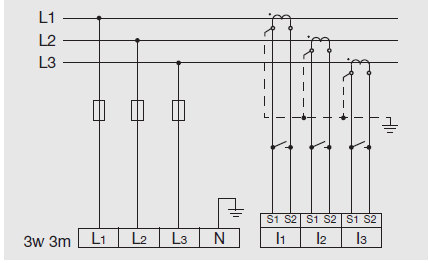 L1
L2
L3
S1 S2 S1 S2 S1 S2
3w 3m L1 L2 L3 N I1 I2 I3